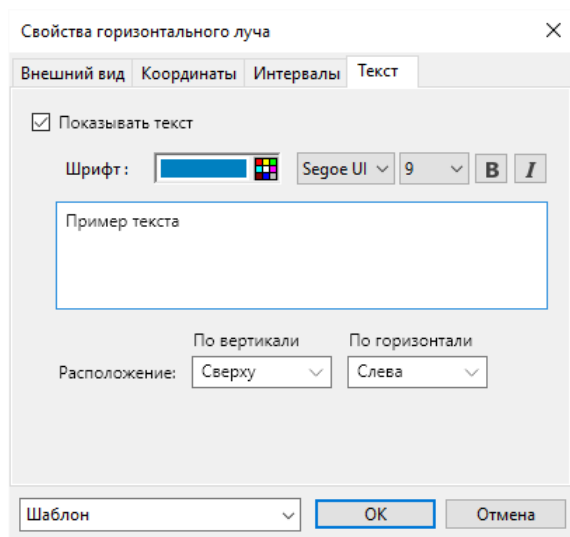 Свойства горизонтального луча
Внешний вид Координаты Интервалы Текст
Показывать текст
Шрифт: Segoe UI 9 B I
Пример текста
По вертикали По горизонтали
Расположение: Сверху Слева
Шаблон OK Отмена